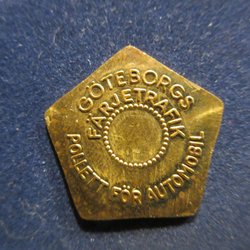 GÖTEBORGS
FÄRJETRAFIK
POLLETT FÖR AUTOMOBIL